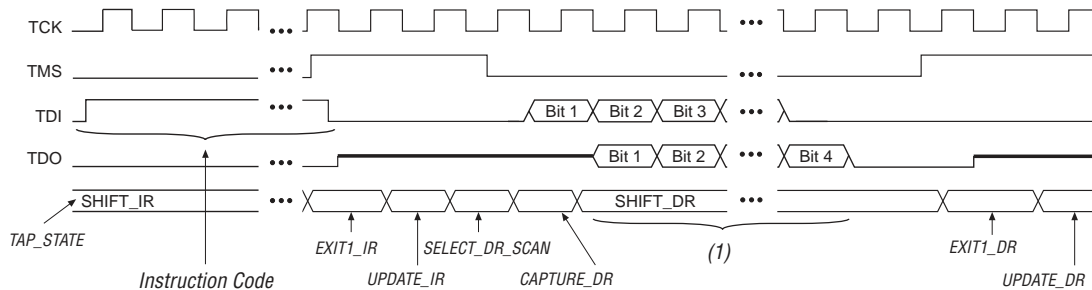 TCK
•••
•••
TMS
•••
•••
TDI
•••
Bit 1
Bit 2
Bit 3
•••
TDO
•••
Bit 1
Bit 2
•••
Bit 4
SHIFT_IR
•••
SHIFT_DR
•••
TAP_STATE
Instruction Code
EXIT1_IR
UPDATE_IR
SELECT_DR_SCAN
CAPTURE_DR
(1)
EXIT1_DR
UPDATE_DR